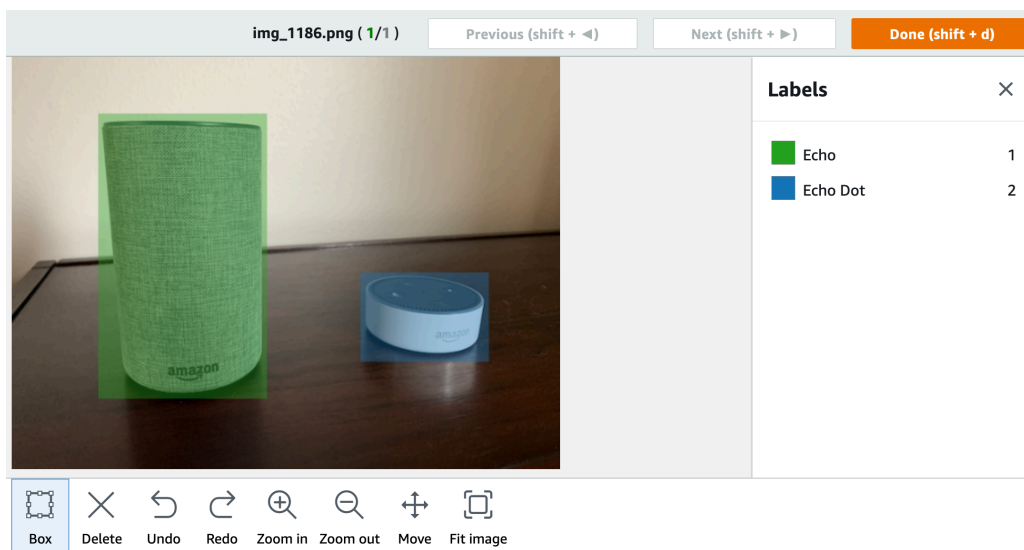 img_1186.png ( 1/1 )
Previous (shift + ◄)
Next (shift + ►)
Done (shift + d)
Labels
Echo 1
Echo Dot 2
amazon
amazon
Box
Delete
Undo
Redo
Zoom in
Zoom out
Move
Fit image